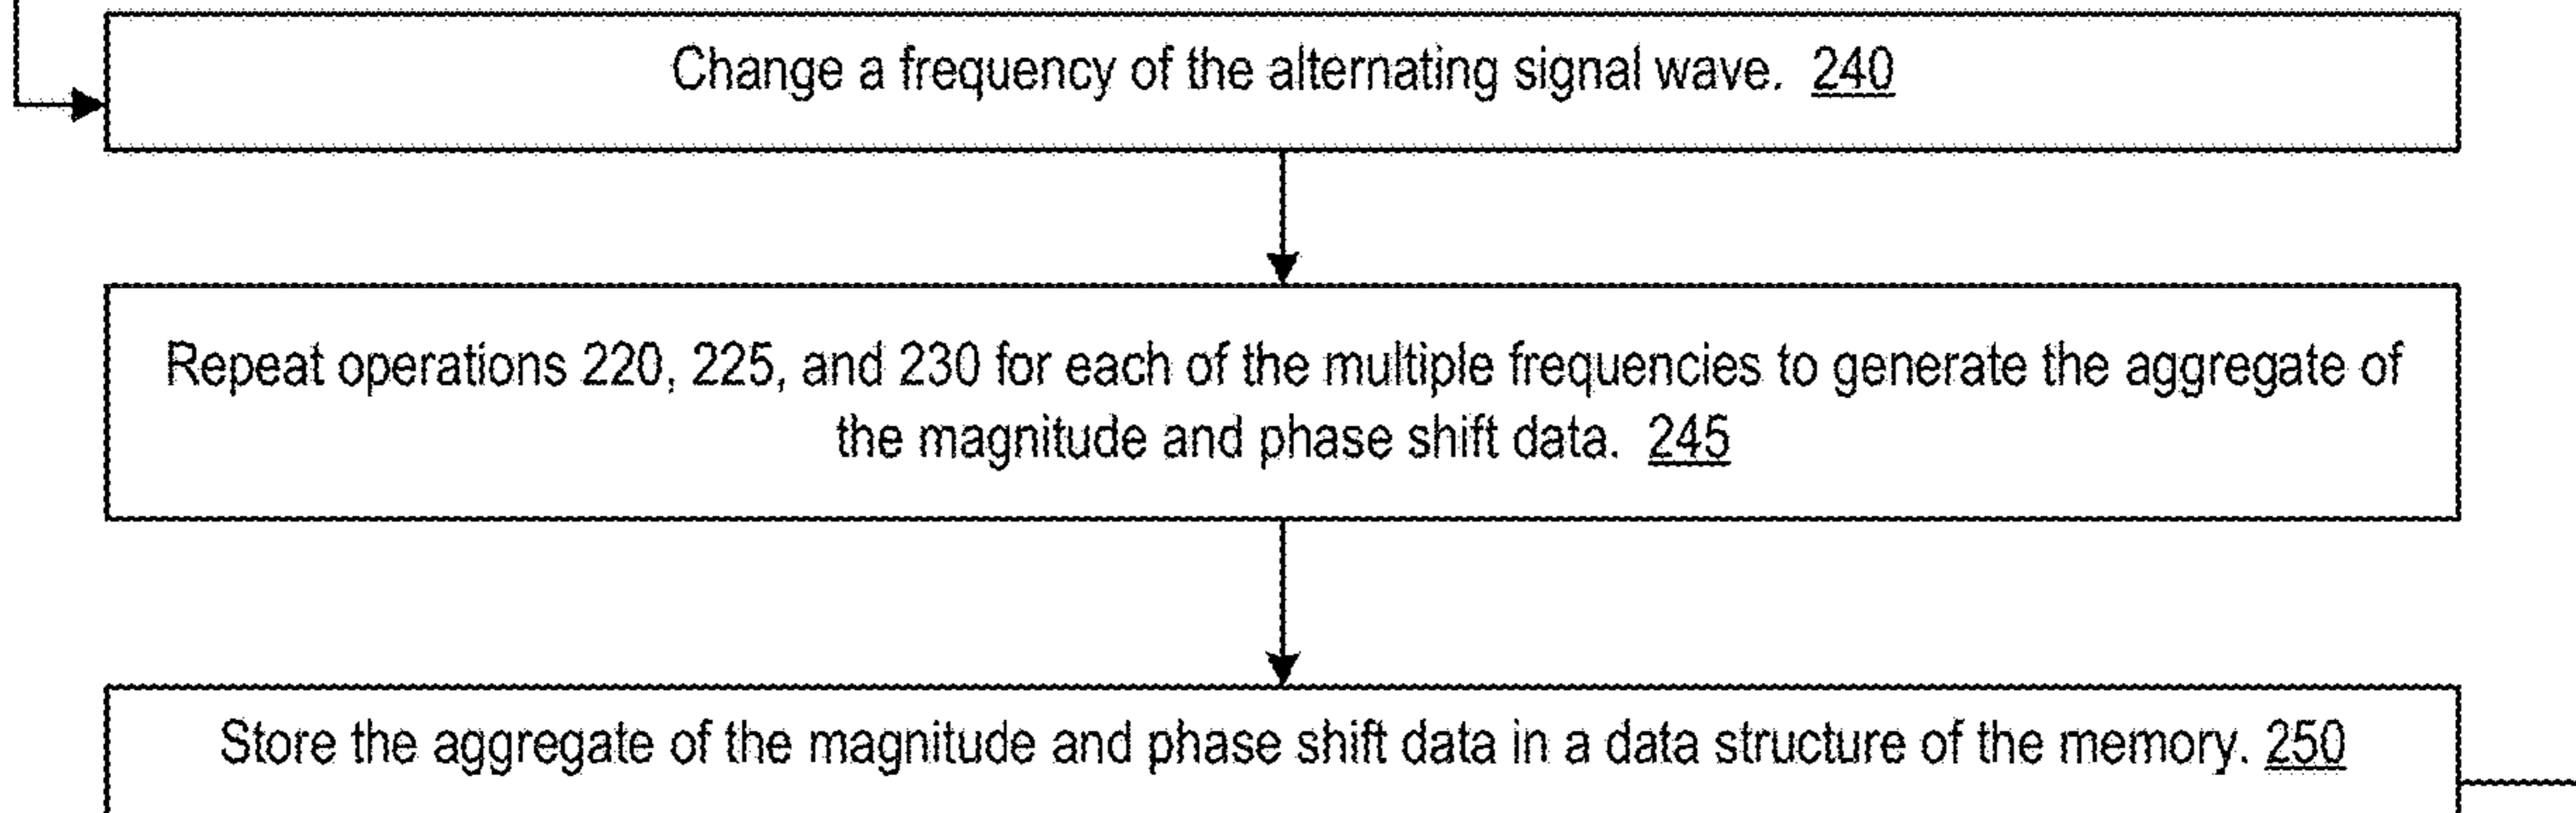 Change a frequency of the alternating signal wave. 240
Repeat operations 220, 225, and 230 for each of the multiple frequencies to generate the aggregate of
the magnitude and phase shift data. 245
Store the aggregate of the magnitude and phase shift data in a data structure of the memory. 250